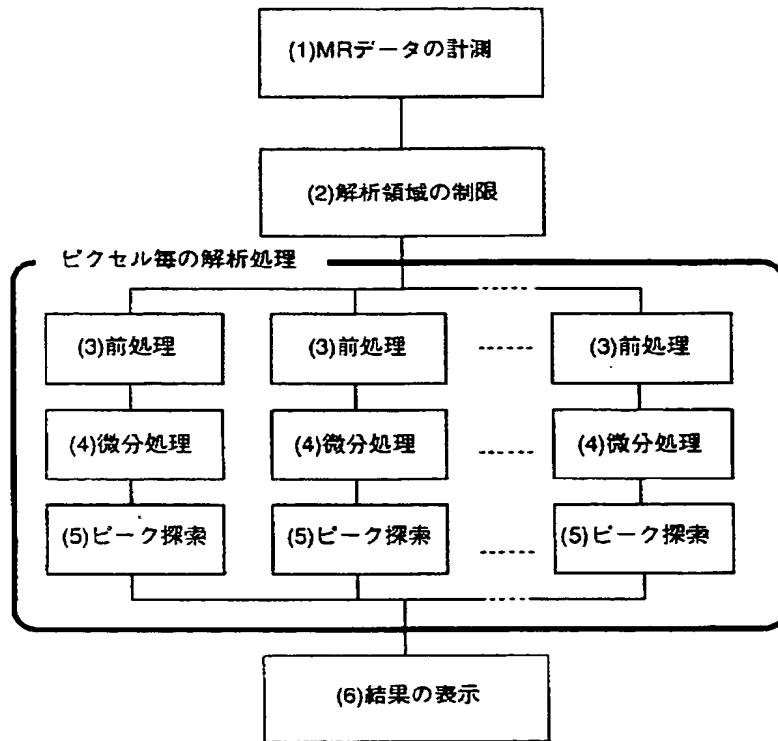 (1)MRデータの計測
(2)解析領域の制限
ピクセル毎の解析処理
(3)前処理 (3)前処理 ------ (3)前処理
(4)微分処理 (4)微分処理 ------ (4)微分処理
(5)ピーク探索 (5)ピーク探索 ------ (5)ピーク探索
(6)結果の表示